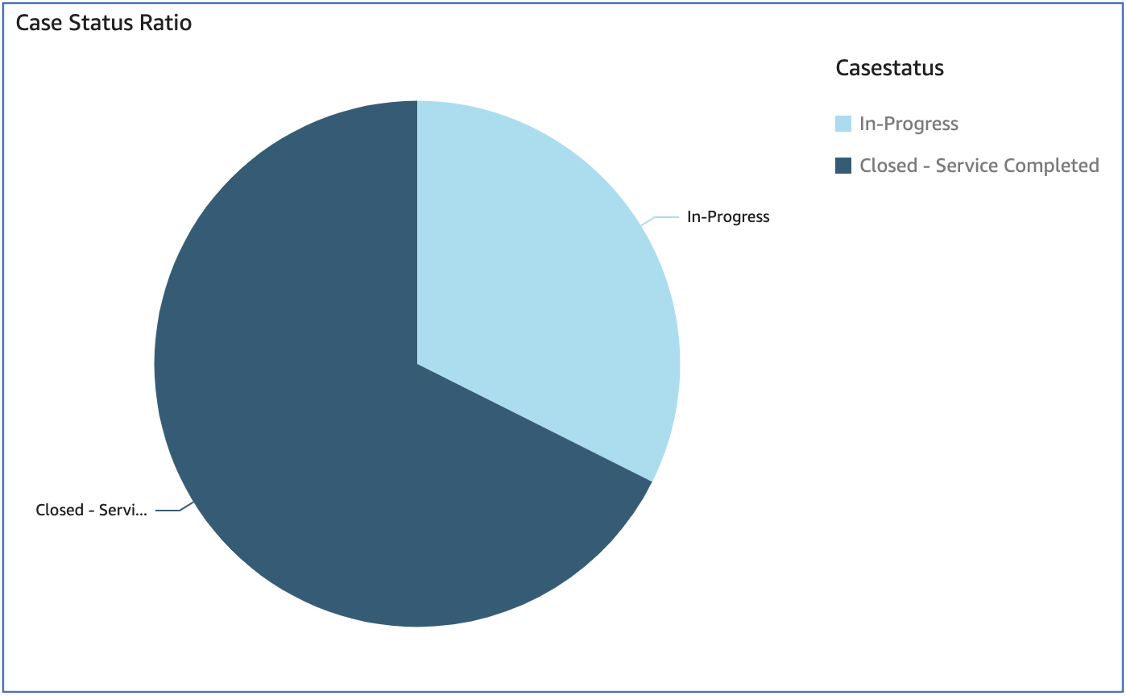 Case Status Ratio
Casestatus
In-Progress
Closed - Service Completed
In-Progress
Closed - Servi...